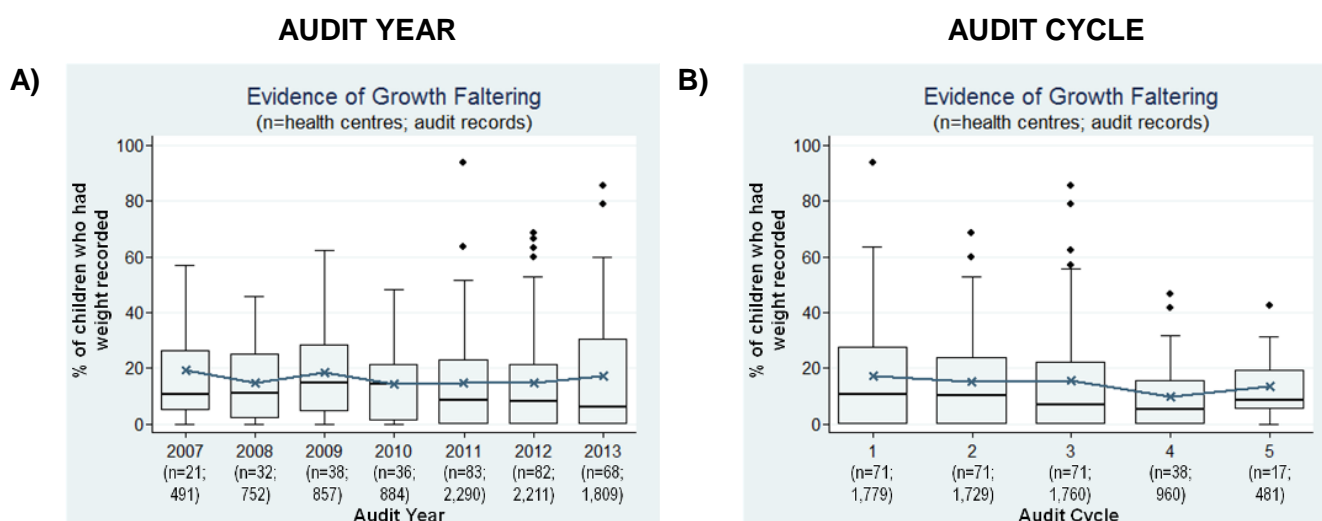 AUDIT YEAR
A)
Evidence of Growth Faltering
(n=health centres; audit records)
% of children who had
weight recorded
100
80
60
40
20
0
2007 2008 2009 2010 2011 2012 2013
(n=21; (n=32; (n=38; (n=36; (n=83; (n=82; (n=68;
491) 752) 857) 884) 2,290) 2,211) 1,809)
Audit Year
AUDIT CYCLE
B)
Evidence of Growth Faltering
(n=health centres; audit records)
% of children who had
weight recorded
100
80
60
40
20
0
1 2 3 4 5
(n=71; (n=71; (n=71; (n=38; (n=17;
1,779) 1,729) 1,760) 960) 481)
Audit Cycle